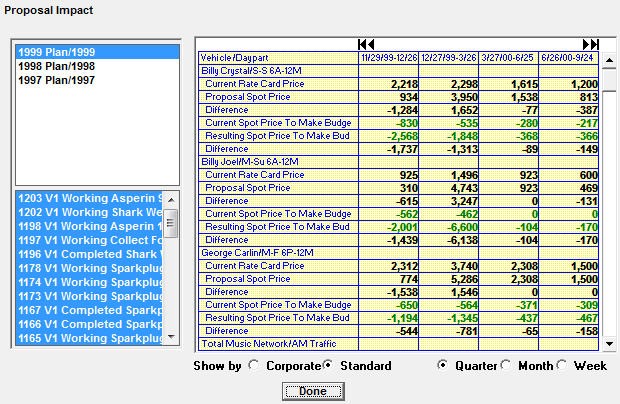 Proposal Impact
1999 Plan/1999
1998 Plan/1998
1997 Plan/1997
1203 V1 Working Asperin 9
1202 V1 Working Shark We
1198 V1 Working Asperin 1
1197 V1 Working Collect Fo
1196 V1 Completed Shark
1178 V1 Working Sparkplug
1174 V1 Working Sparkplug
1173 V1 Working Sparkplug
1167 V1 Completed Sparkp
1166 V1 Completed Sparkp
1165 V1 Working Sparkplug
Vehicle/Daypart 11/29/99-12/26 12/27/99-3/26 3/27/00-6/25 6/26/00-9/24
Billy Crystal/S-S 6A-12M
Current Rate Card Price 2,218 2,298 1,615 1,200
Proposal Spot Price 934 3,950 1,538 813
Difference -1,284 1,652 -77 -387
Current Spot Price To Make Budge -830 -535 -280 -217
Resulting Spot Price To Make Bud -2,568 -1,848 -368 -366
Difference -1,737 -1,313 -89 -149
Billy Joel/M-Su 6A-12M
Current Rate Card Price 925 1,496 923 600
Proposal Spot Price 310 4,743 923 469
Difference -615 3,247 0 -131
Current Spot Price To Make Budge -562 -462 0 0
Resulting Spot Price To Make Bud -2,001 -6,600 -104 -170
Difference -1,439 -6,138 -104 -170
George Carlin/M-F 6P-12M
Current Rate Card Price 2,312 3,740 2,308 1,500
Proposal Spot Price 774 5,286 2,308 1,500
Difference -1,538 1,546 0 0
Current Spot Price To Make Budge -650 -564 -371 -309
Resulting Spot Price To Make Bud -1,194 -1,345 -437 -467
Difference -544 -781 -65 -158
Total Music Network/AM Traffic
Show by Corporate Standard Quarter Month Week
Done